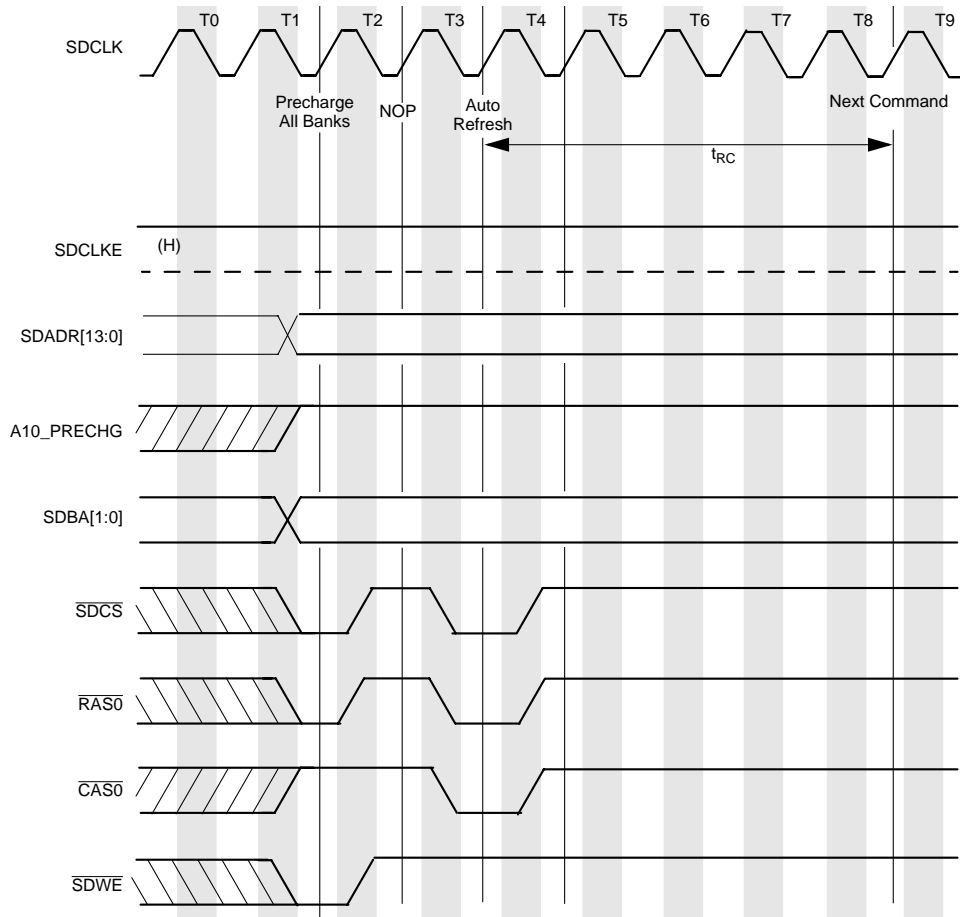 T0 T1 T2 T3 T4 T5 T6 T7 T8 T9
SDCLK
Precharge
All Banks
NOP
Auto
Refresh
Next Command
tRC
SDCLKE
(H)
SDADR[13:0]
A10_PRECHG
SDBA[1:0]
SDCS
RAS0
CAS0
SDWE